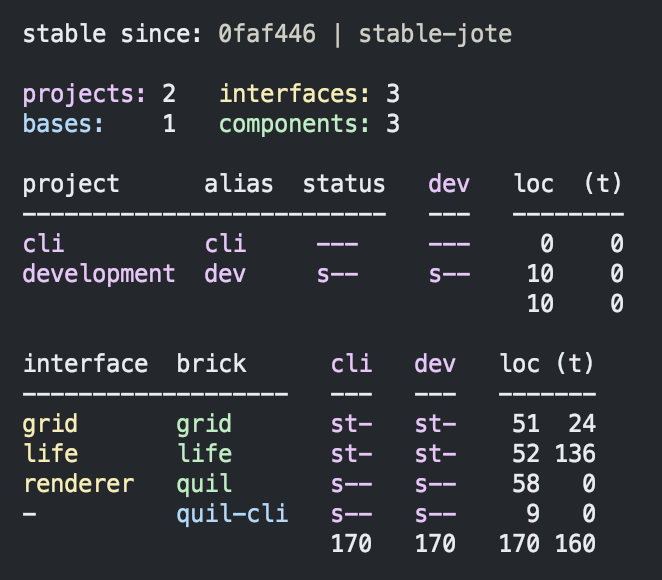 stable since: 0faf446 | stable-jote
projects: 2   interfaces: 3
bases:    1   components: 3
project      alias  status   dev   loc  (t)
--------------------------   ---   --------
cli          cli     ---     ---     0    0
development  dev     s--     s--    10    0
                                    10    0
interface  brick      cli   dev   loc (t)
-------------------   ---   ---   -------
grid       grid       st-   st-    51  24
life       life       st-   st-    52 136
renderer   quil       s--   s--    58   0
-          quil-cli   s--   s--     9   0
                      170   170   170 160